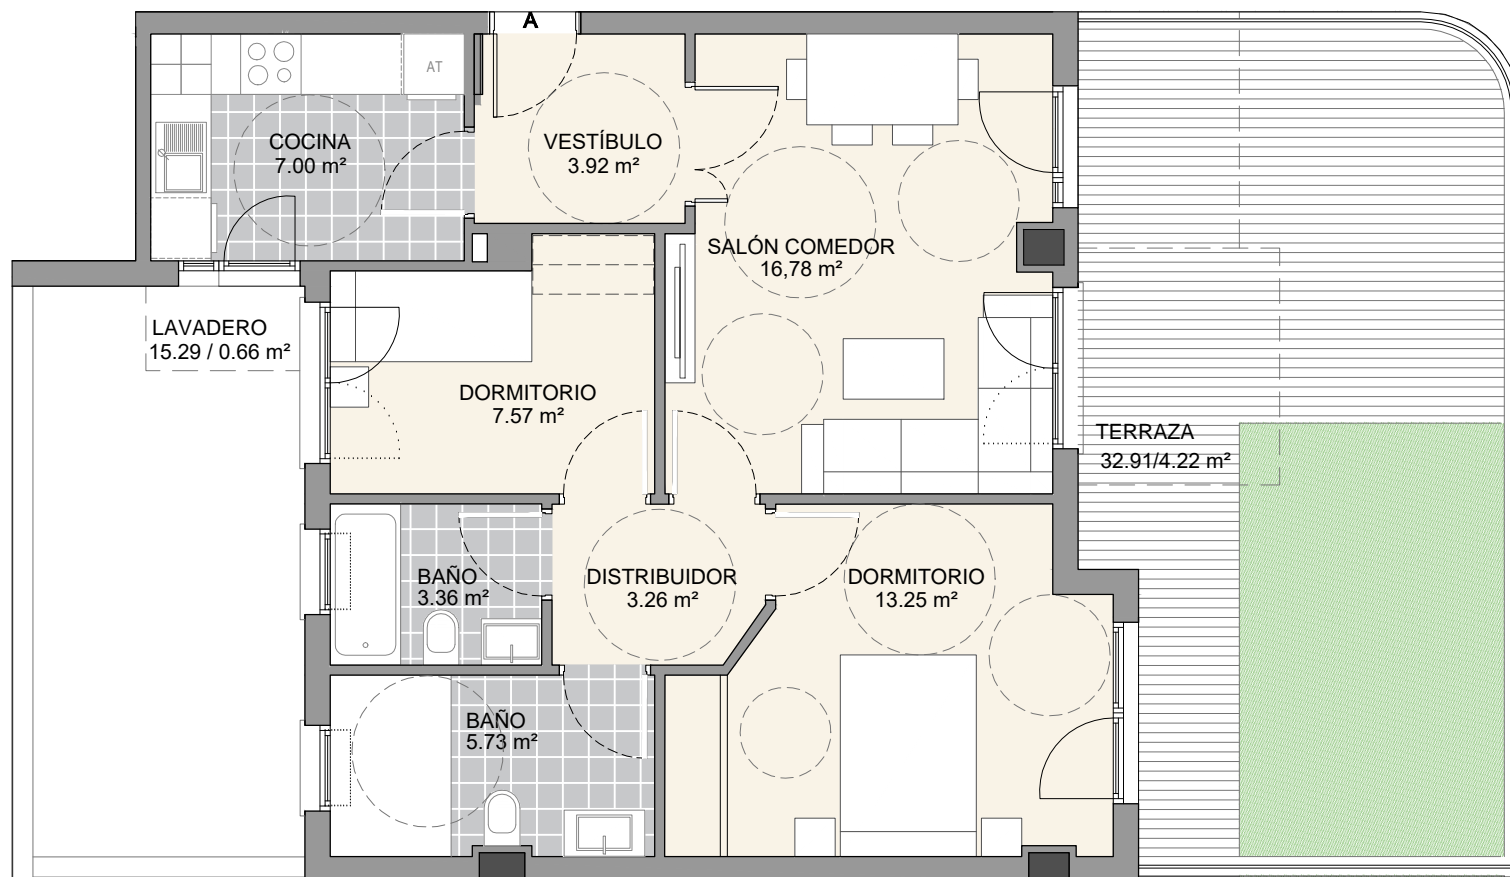 A
AT
COCINA
7.00 m²
VESTÍBULO
3.92 m²
SALÓN COMEDOR
16,78 m²
LAVADERO
15.29 / 0.66 m²
DORMITORIO
7.57 m²
TERRAZA
32.91/4.22 m²
BAÑO
3.36 m²
DISTRIBUIDOR
3.26 m²
DORMITORIO
13.25 m²
BAÑO
5.73 m²